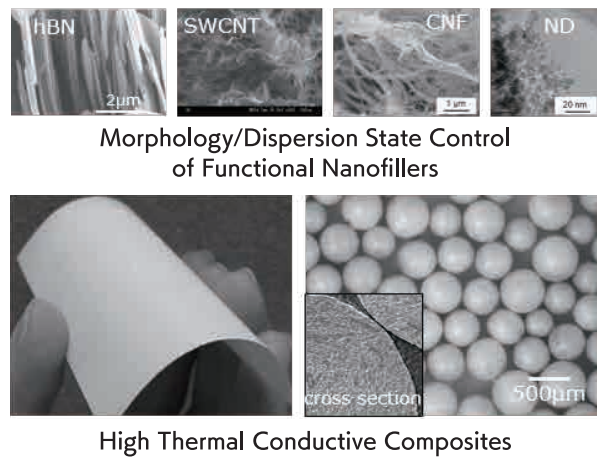 hBN
2μm
SWCNT
CNF
1 μm
ND
20 nm
Morphology/Dispersion State Control
of Functional Nanofillers
cross section
500μm
High Thermal Conductive Composites